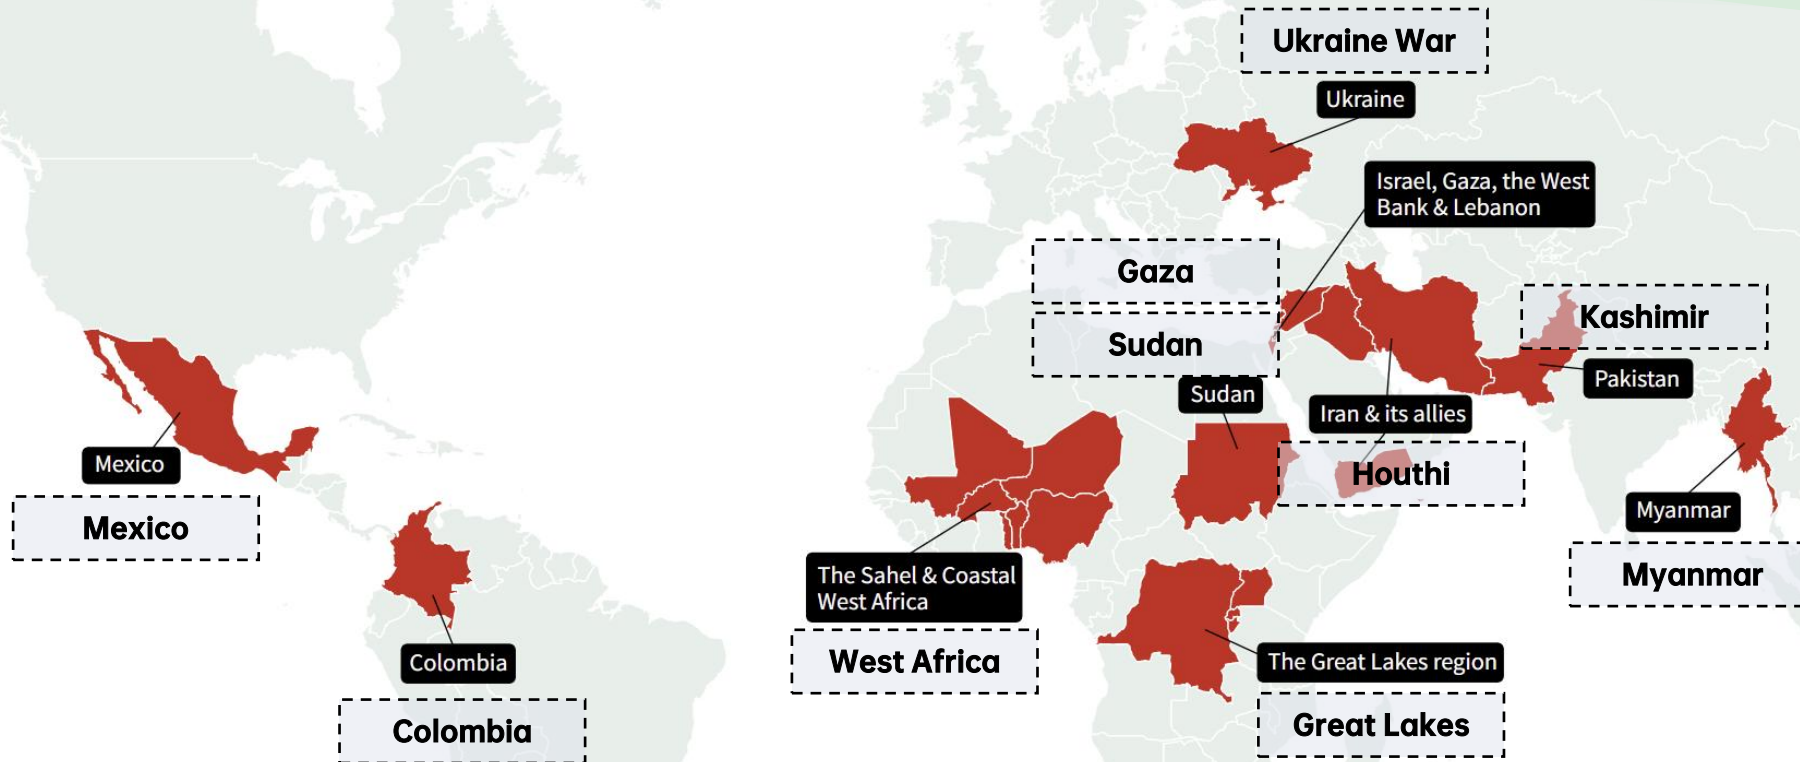 Ukraine War
Ukraine
Israel, Gaza, the West
Bank & Lebanon
Gaza
Kashimir
Sudan
Pakistan
Sudan
Iran & its allies
Mexico
Houthi
Mexico
Myanmar
Myanmar
The Sahel & Coastal
West Africa
West Africa
Colombia
The Great Lakes region
Colombia
Great Lakes